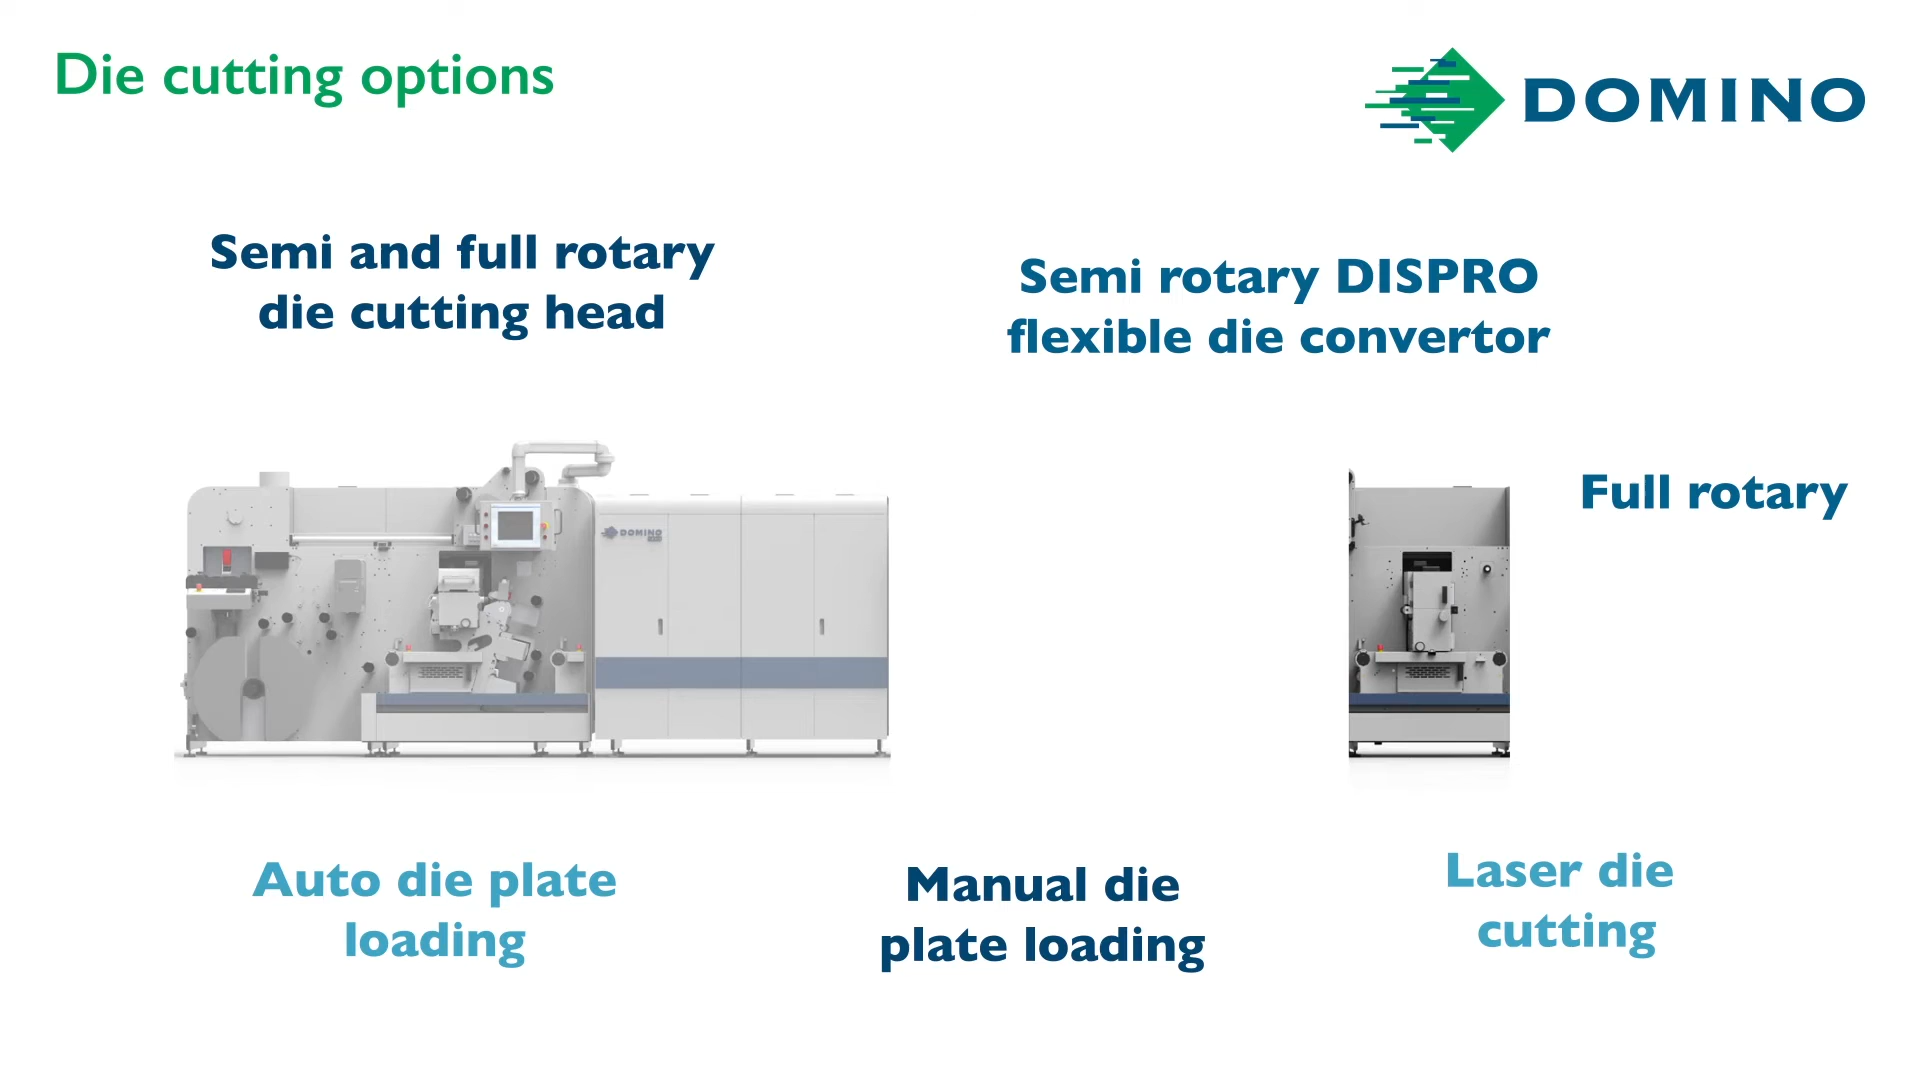 Die cutting options
DOMINO
Semi and full rotary
die cutting head
Semi rotary DISPRO
flexible die convertor
Full rotary
DOMINO
Auto die plate
loading
Manual die
plate loading
Laser die
cutting